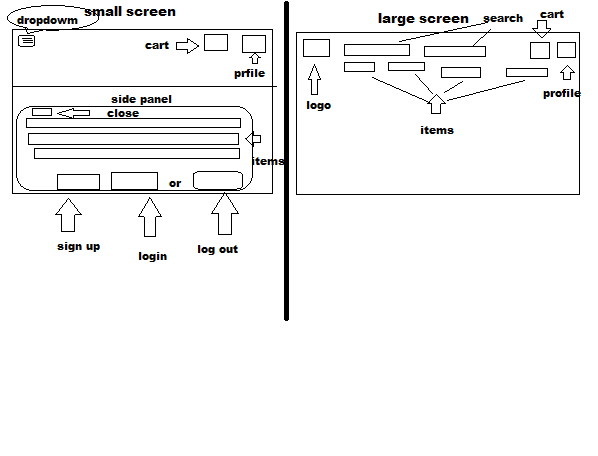 small screen
dropdowm
cart
prfile
side panel
close
items
or
sign up
login
log out
large screen
search
cart
logo
profile
items